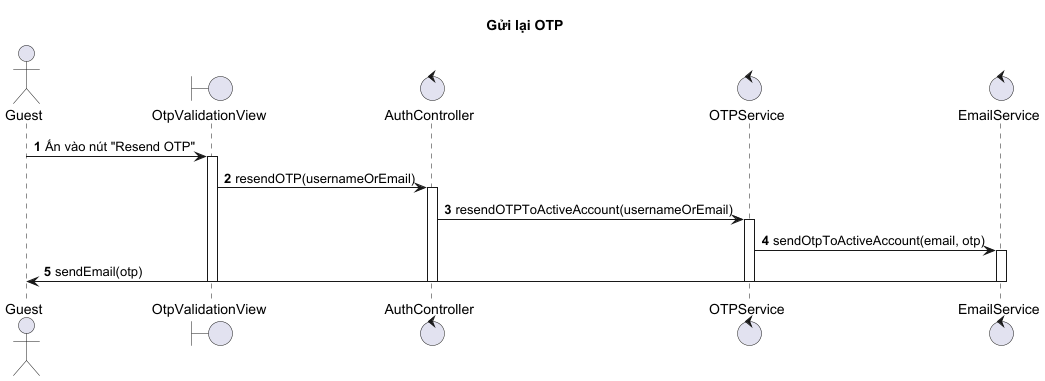 Gửi lại OTP
Guest
OtpValidationView
AuthController
OTPService
EmailService
1 Ấn vào nút "Resend OTP"
2 resendOTP(usernameOrEmail)
3 resendOTPToActiveAccount(usernameOrEmail)
4 sendOtpToActiveAccount(email, otp)
5 sendEmail(otp)
Guest
OtpValidationView
AuthController
OTPService
EmailService